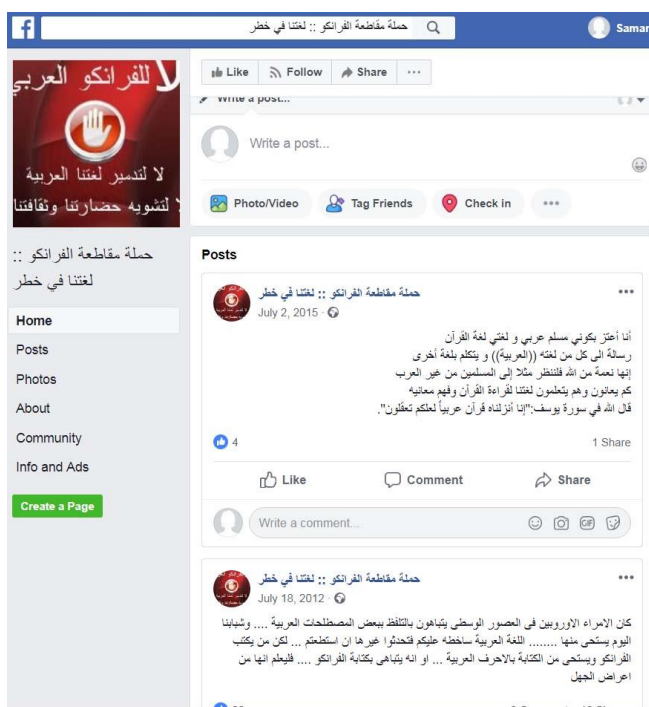 حملة مقاطعة الفرانكو :: لغتنا في خطر
Samar
لا للفرانكو العربي
لا لتدمير لغتنا العربية
لتشويه حضارتنا وثقافتنا
Like Follow Share
Write a post...
Write a post...
Photo/Video Tag Friends Check in
حملة مقاطعة الفرانكو ::
لغتنا في خطر
Home
Posts
Photos
About
Community
Info and Ads
Create a Page
Posts
حملة مقاطعة الفرانكو :: لغتنا في خطر
July 2, 2015
أنا أعتز بكوني مسلم عربي و لغتي لغة القرآن
رسالة الى كل من لغته ((العربية)) و يتكلم بلغة أخرى
إنها نعمة من الله فلننظر مثلا إلى المسلمين من غير العرب
كم يعانون وهم يتعلمون لغتنا لقراءة القرآن وفهم معانيه
قال الله في سورة يوسف:"إنا أنزلناه قرآن عربياً لعلكم تعقلون".
4 1 Share
Like Comment Share
Write a comment...
GIF
حملة مقاطعة الفرانكو :: لغتنا في خطر
July 18, 2012
كان الامراء الاوروبين فى العصور الوسطى يتباهون بالتلفظ ببعض المصطلحات العربية .... وشبابنا
اليوم يستحى منها ........ اللغة العربية ساخطه عليكم فتحدثوا غيرها ان استطعتم ... لكن من يكتب
الفرانكو ويستحى من الكتابة بالاحرف العربية ... او انه يتباهى بكتابة الفرانكو .... فليعلم انها من
اعراض الجهل